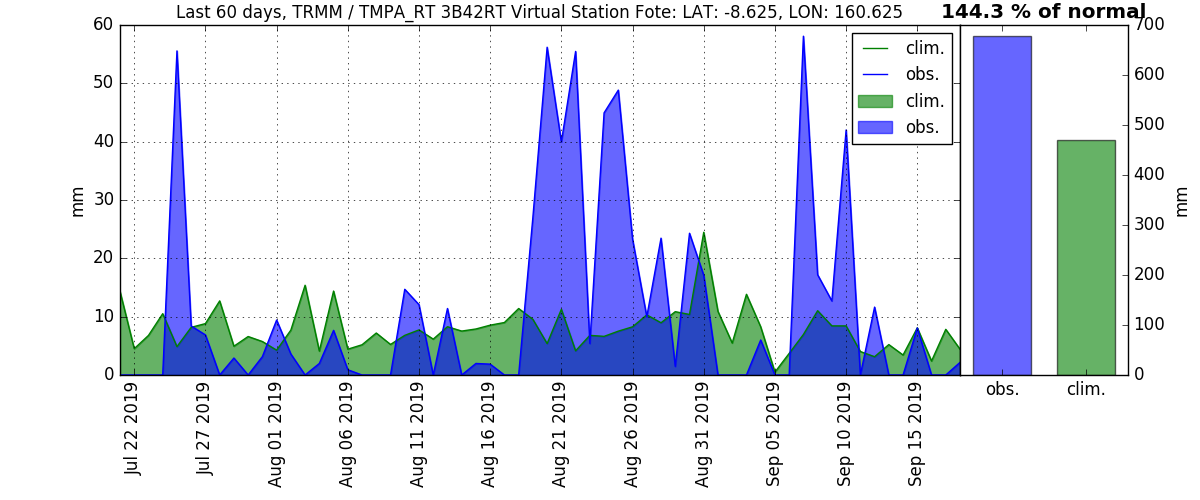 Last 60 days, TRMM / TMPA_RT 3B42RT Virtual Station Fote: LAT: -8.625, LON: 160.625
144.3 % of normal
60
50
40
30
20
10
0
mm
clim.
obs.
clim.
obs.
700
600
500
400
300
200
100
0
mm
obs.
clim.
Jul 22 2019
Jul 27 2019
Aug 01 2019
Aug 06 2019
Aug 11 2019
Aug 16 2019
Aug 21 2019
Aug 26 2019
Aug 31 2019
Sep 05 2019
Sep 10 2019
Sep 15 2019